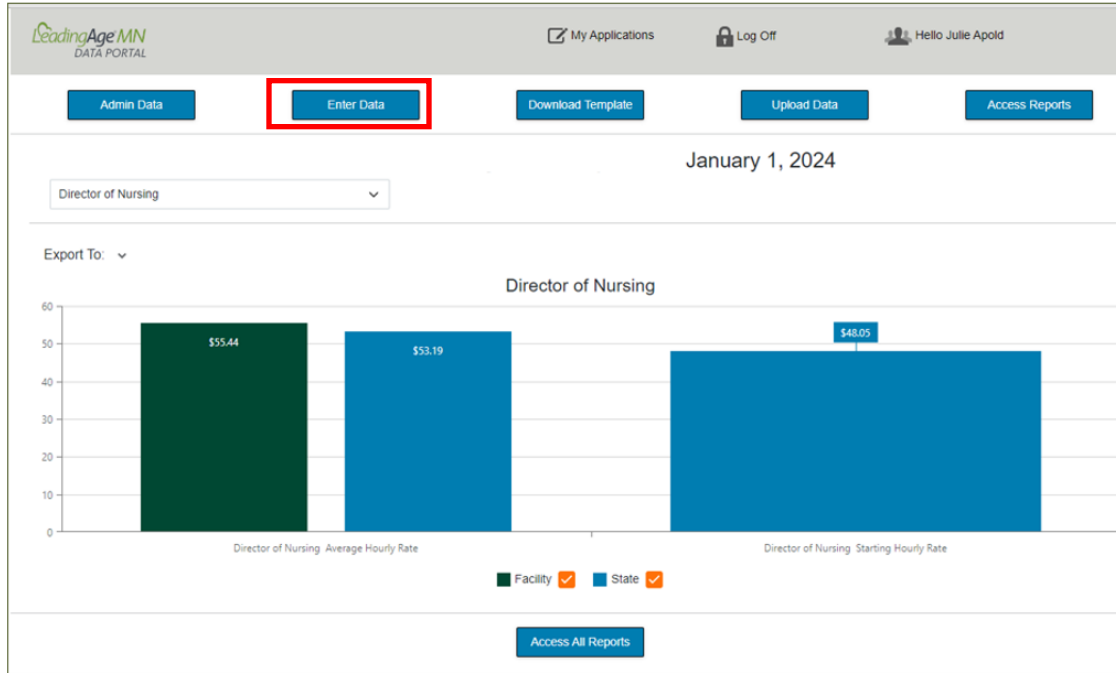 LeadingAge MN
DATA PORTAL
My Applications
Log Off
Hello Julie Apold
Admin Data
Enter Data
Download Template
Upload Data
Access Reports
January 1, 2024
Director of Nursing
Export To:
Director of Nursing
60
50
40
30
20
10
0
$55.44
$53.19
$48.05
Director of Nursing Average Hourly Rate
Director of Nursing Starting Hourly Rate
Facility
State
Access All Reports